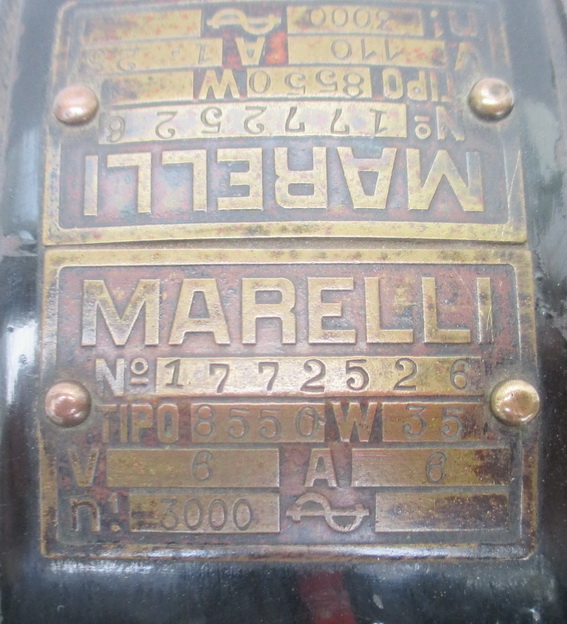 MARELLI
Nº 1772526
TIPO 8550 W
V 110 A
n! 3000
MARELLI
Nº 1772526
TIPO 8550 W 35
V 6 A 6
n! 3000